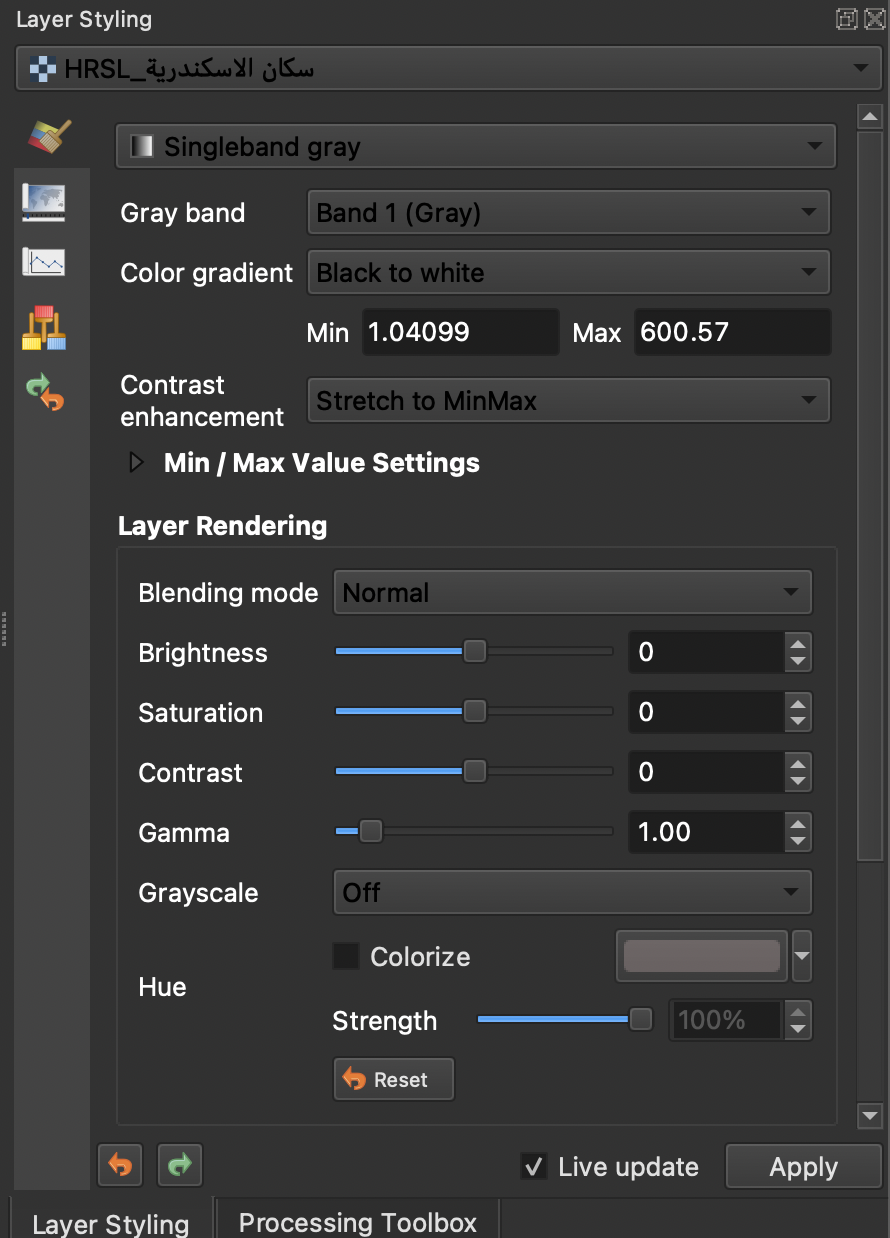 Layer Styling
HRSL_سكان الاسكندرية
Singleband gray
Gray band Band 1 (Gray)
Color gradient Black to white
Min 1.04099 Max 600.57
Contrast enhancement Stretch to MinMax
Min / Max Value Settings
Layer Rendering
Blending mode Normal
Brightness 0
Saturation 0
Contrast 0
Gamma 1.00
Grayscale Off
Hue Colorize
Strength 100%
Reset
Live update Apply
Layer Styling Processing Toolbox